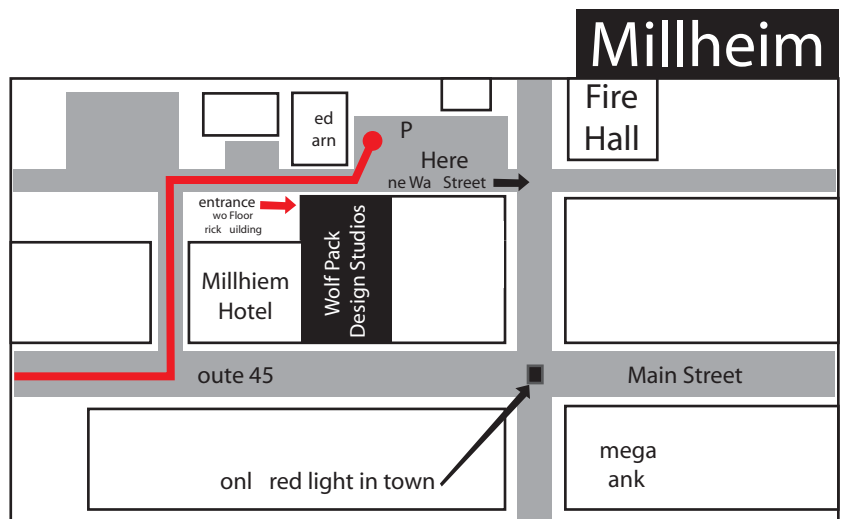 Millheim
Fire
Hall
ed
arn
P
Here
ne Wa Street
entrance
wo Floor
rick uilding
Wolf Pack
Design Studios
Millhiem
Hotel
oute 45
Main Street
onl red light in town
mega
ank